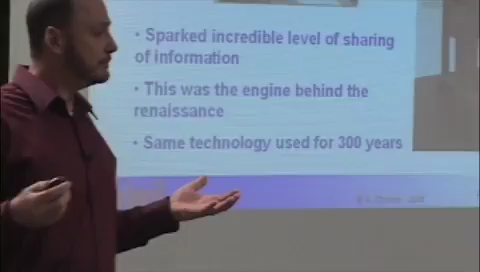 • Sparked incredible level of sharing
of information
• This was the engine behind the
renaissance
• Same technology used for 300 years